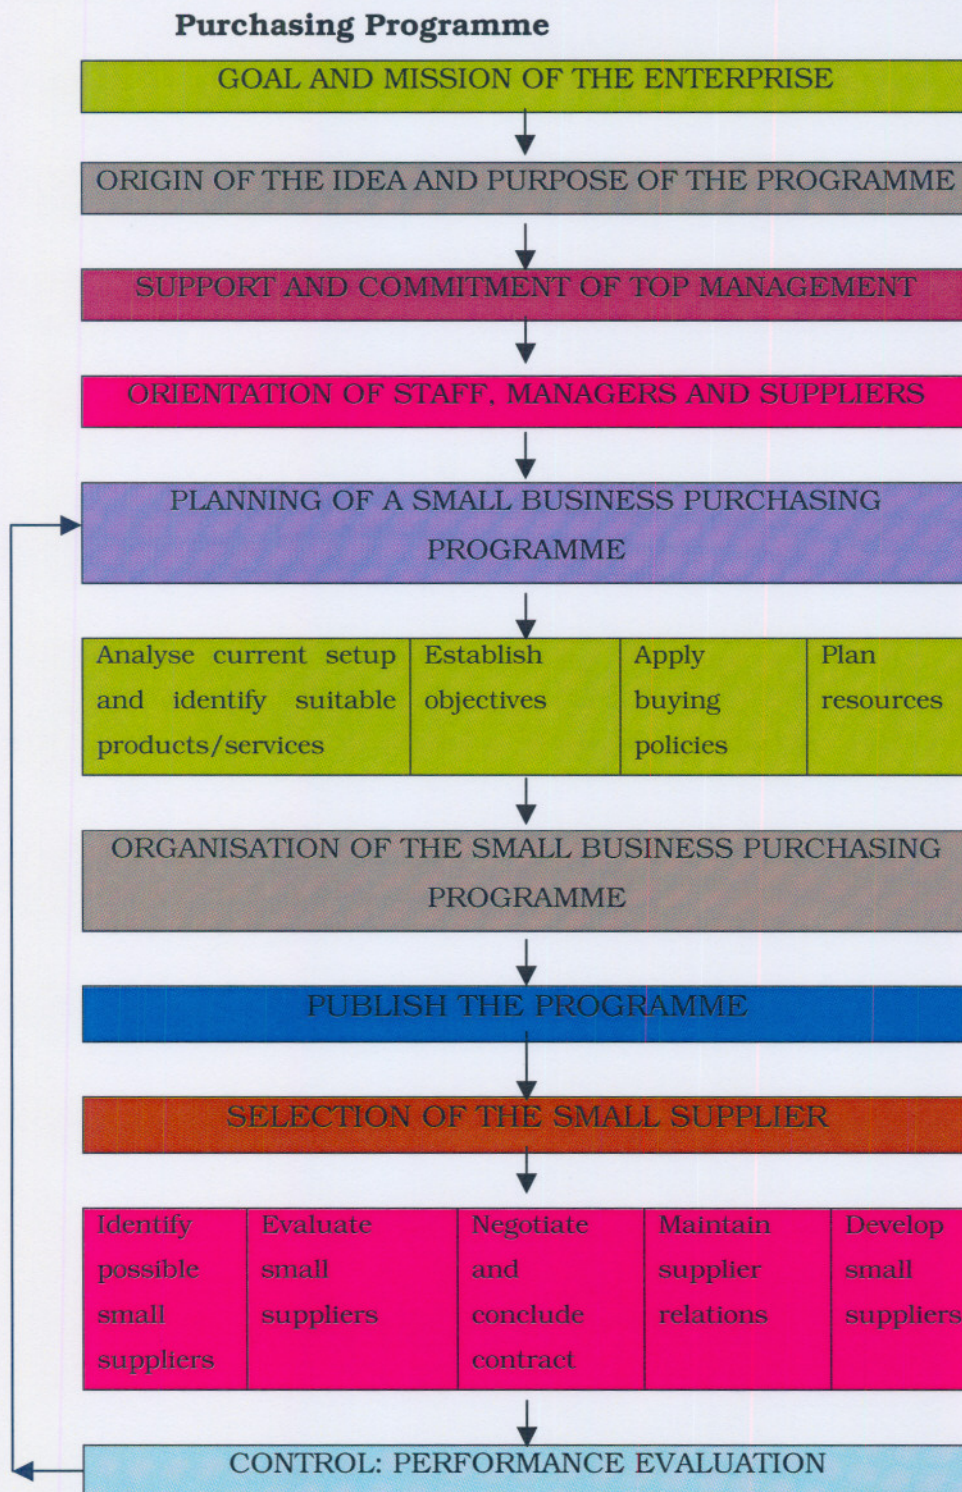 Purchasing Programme
GOAL AND MISSION OF THE ENTERPRISE
ORIGIN OF THE IDEA AND PURPOSE OF THE PROGRAMME
SUPPORT AND COMMITMENT OF TOP MANAGEMENT
ORIENTATION OF STAFF, MANAGERS AND SUPPLIERS
PLANNING OF A SMALL BUSINESS PURCHASING
PROGRAMME
Analyse current setup
and identify suitable
products/services
Establish
objectives
Apply
buying
policies
Plan
resources
ORGANISATION OF THE SMALL BUSINESS PURCHASING
PROGRAMME
PUBLISH THE PROGRAMME
SELECTION OF THE SMALL SUPPLIER
Identify
possible
small
suppliers
Evaluate
small
suppliers
Negotiate
and
conclude
contract
Maintain
supplier
relations
Develop
small
suppliers
CONTROL: PERFORMANCE EVALUATION